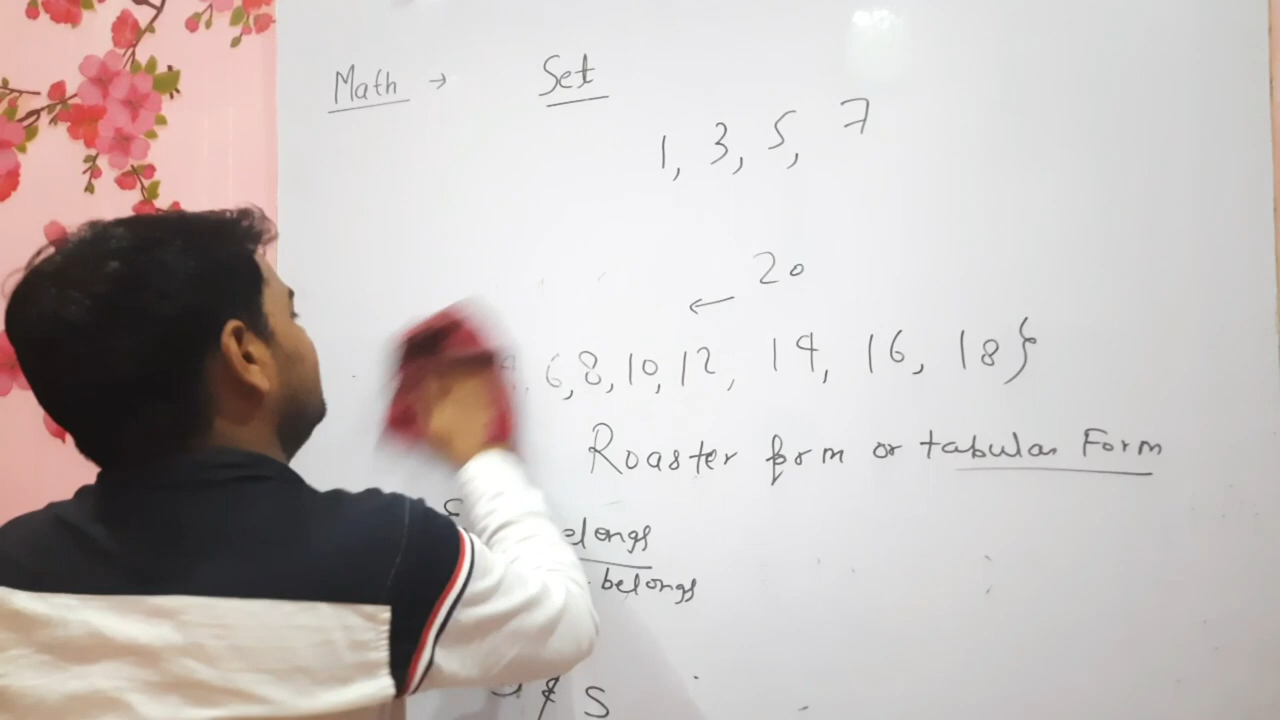 Math → Set
1, 3, 5, 7
← 20
6, 8, 10, 12, 14, 16, 18}
Roaster form or tabular Form
belongs
∉ S